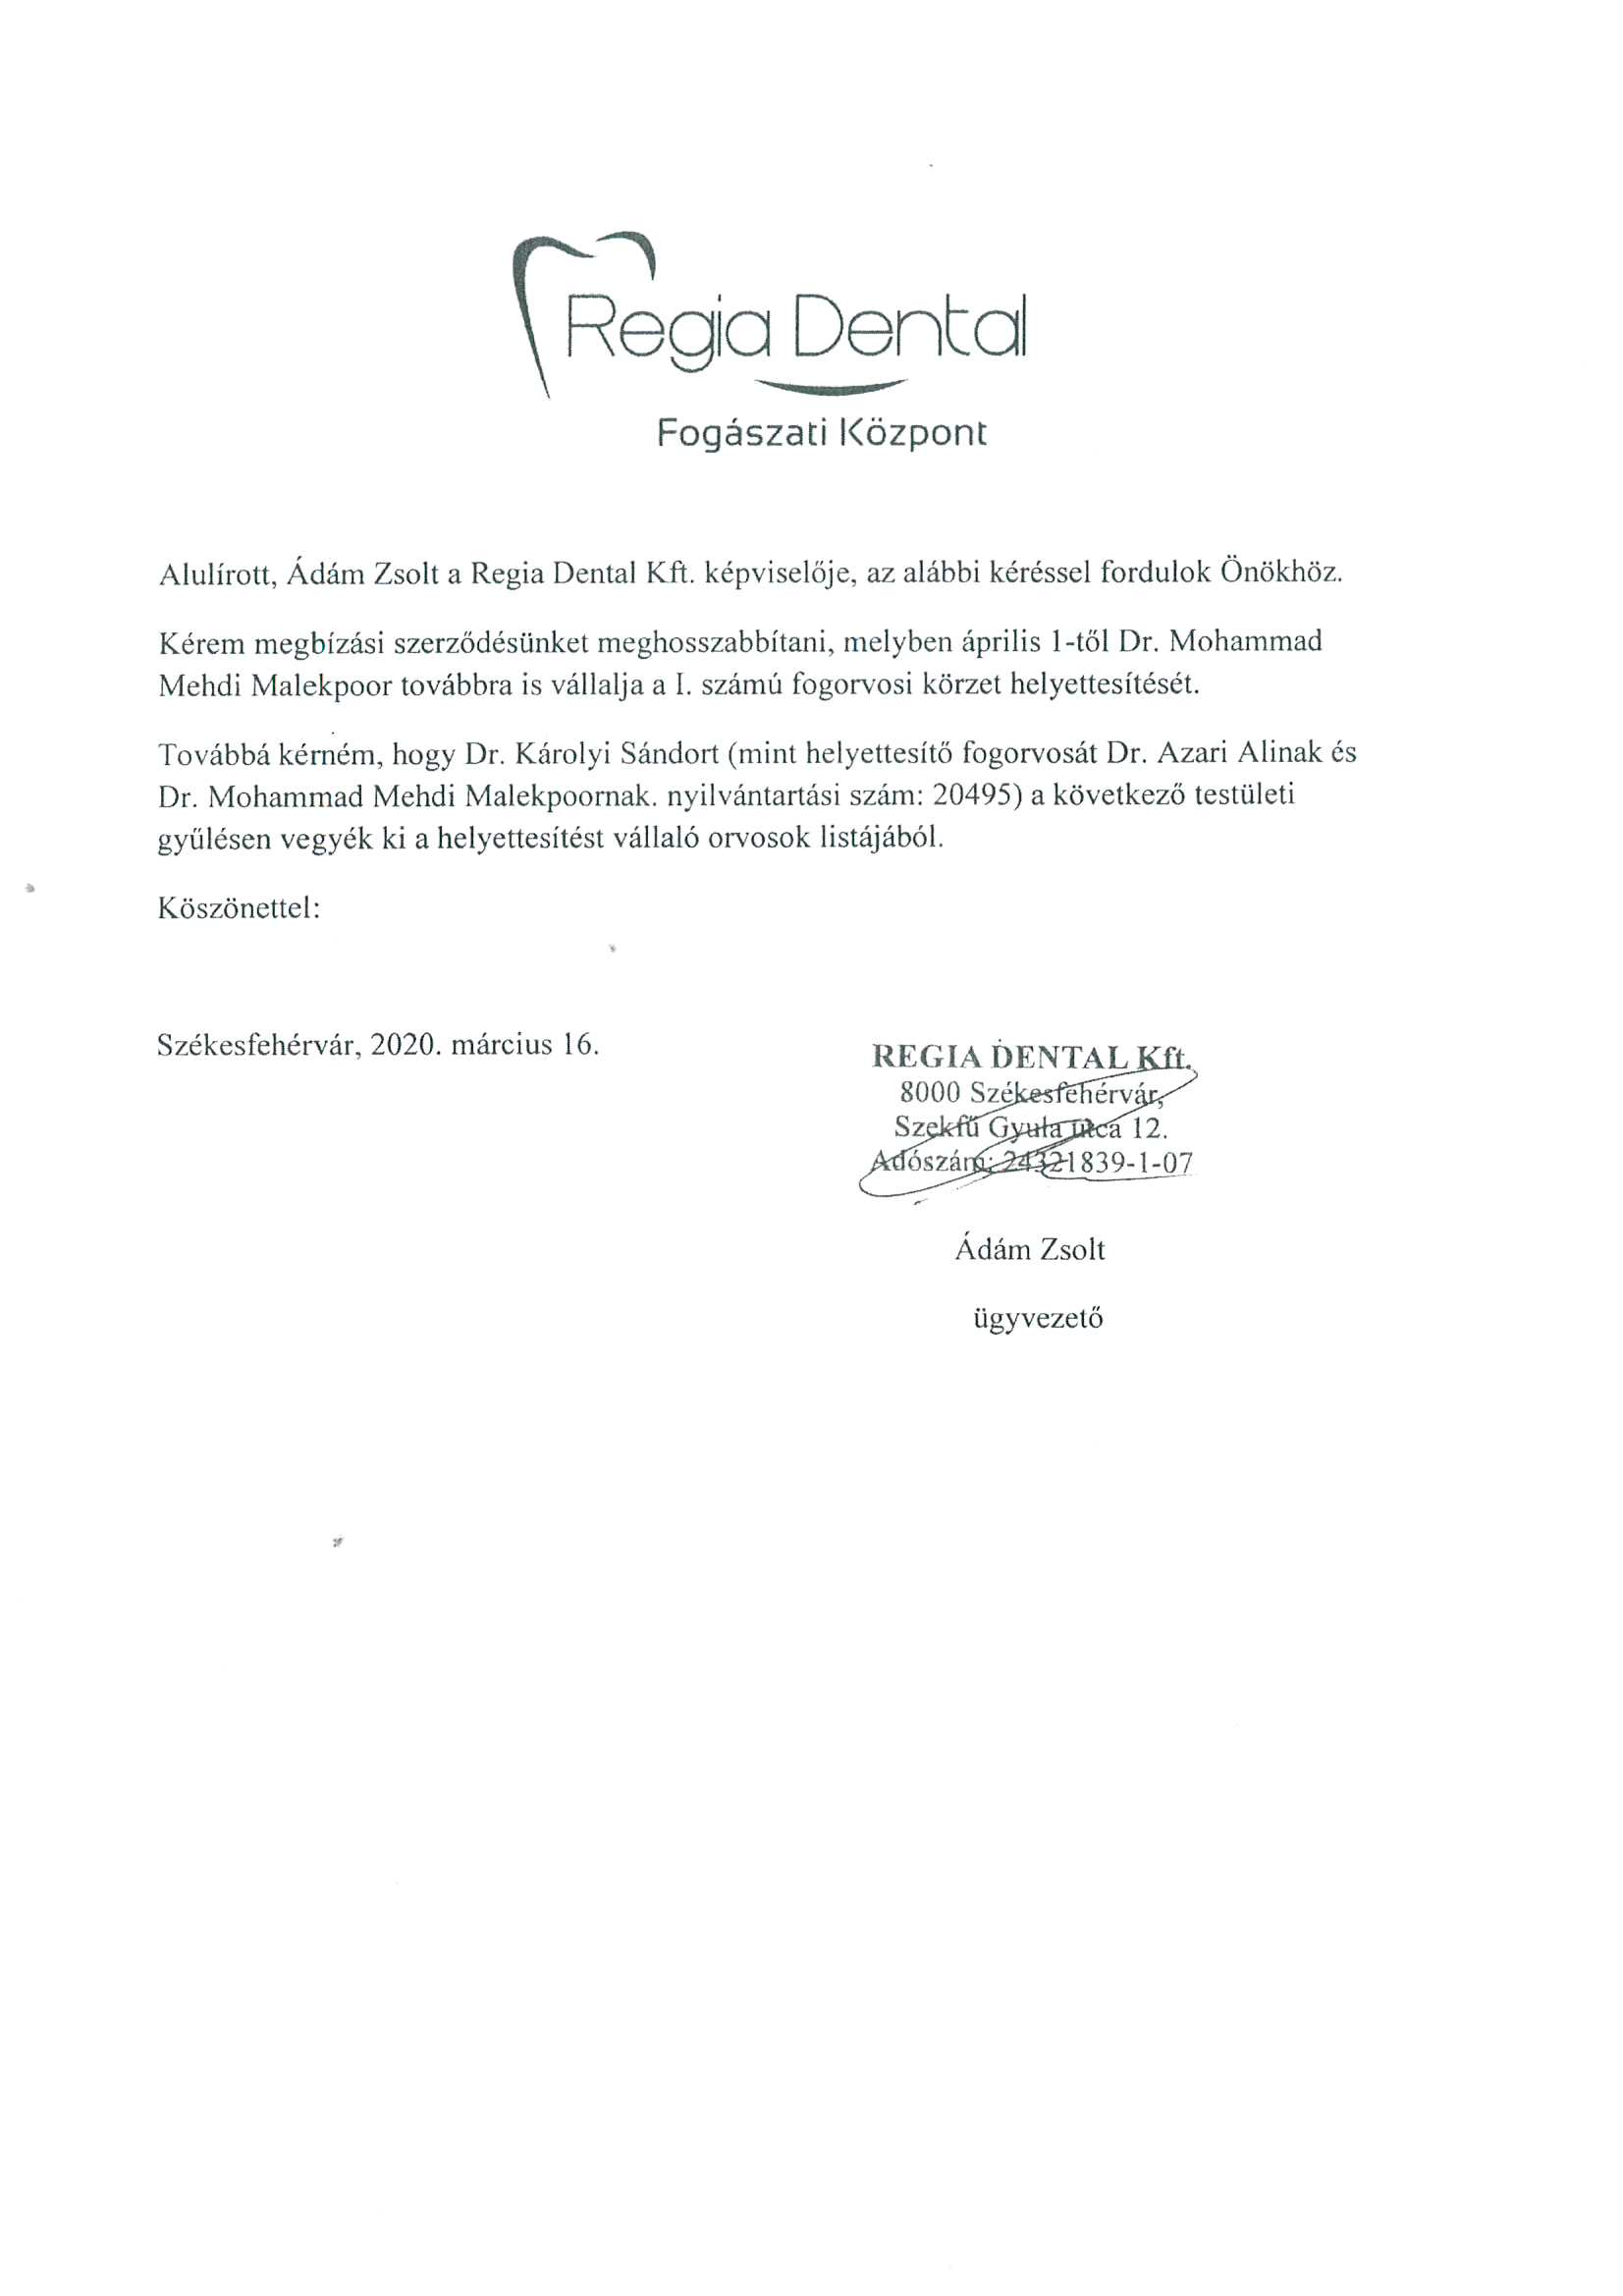 Regia Dental
Fogászati Központ
Alulírott, Ádám Zsolt a Regia Dental Kft. képviselője, az alábbi kéréssel fordulok Önökhöz.
Kérem megbízási szerződésünket meghosszabbítani, melyben április 1-től Dr. Mohammad
Mehdi Malekpoor továbbra is vállalja a I. számú fogorvosi körzet helyettesítését.
Továbbá kérném, hogy Dr. Károlyi Sándort (mint helyettesítő fogorvosát Dr. Azari Alinak és
Dr. Mohammad Mehdi Malekpoornak. nyilvántartási szám: 20495) a következő testületi
gyűlésen vegyék ki a helyettesítést vállaló orvosok listájából.
Köszönettel:
Székesfehérvár, 2020. március 16.
REGIA DENTAL Kft.
8000 Székesfehérvár,
Szekfű Gyula utca 12.
Adószám: 24321839-1-07
Ádám Zsolt
ügyvezető